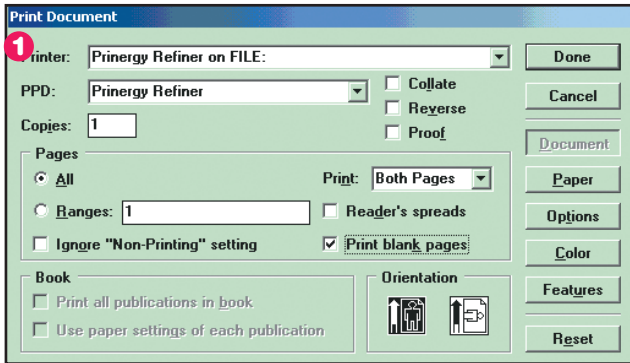 Print Document
1
Printer: Prinergy Refiner on FILE: Done
PPD: Prinergy Refiner Collate Cancel
Reverse
Copies: 1 Proof
Document
Pages
All Print: Both Pages Paper
Ranges: 1 Reader's spreads Options
Ignore "Non-Printing" setting Print blank pages Color
Book Orientation
Print all publications in book Features
Use paper settings of each publication Reset